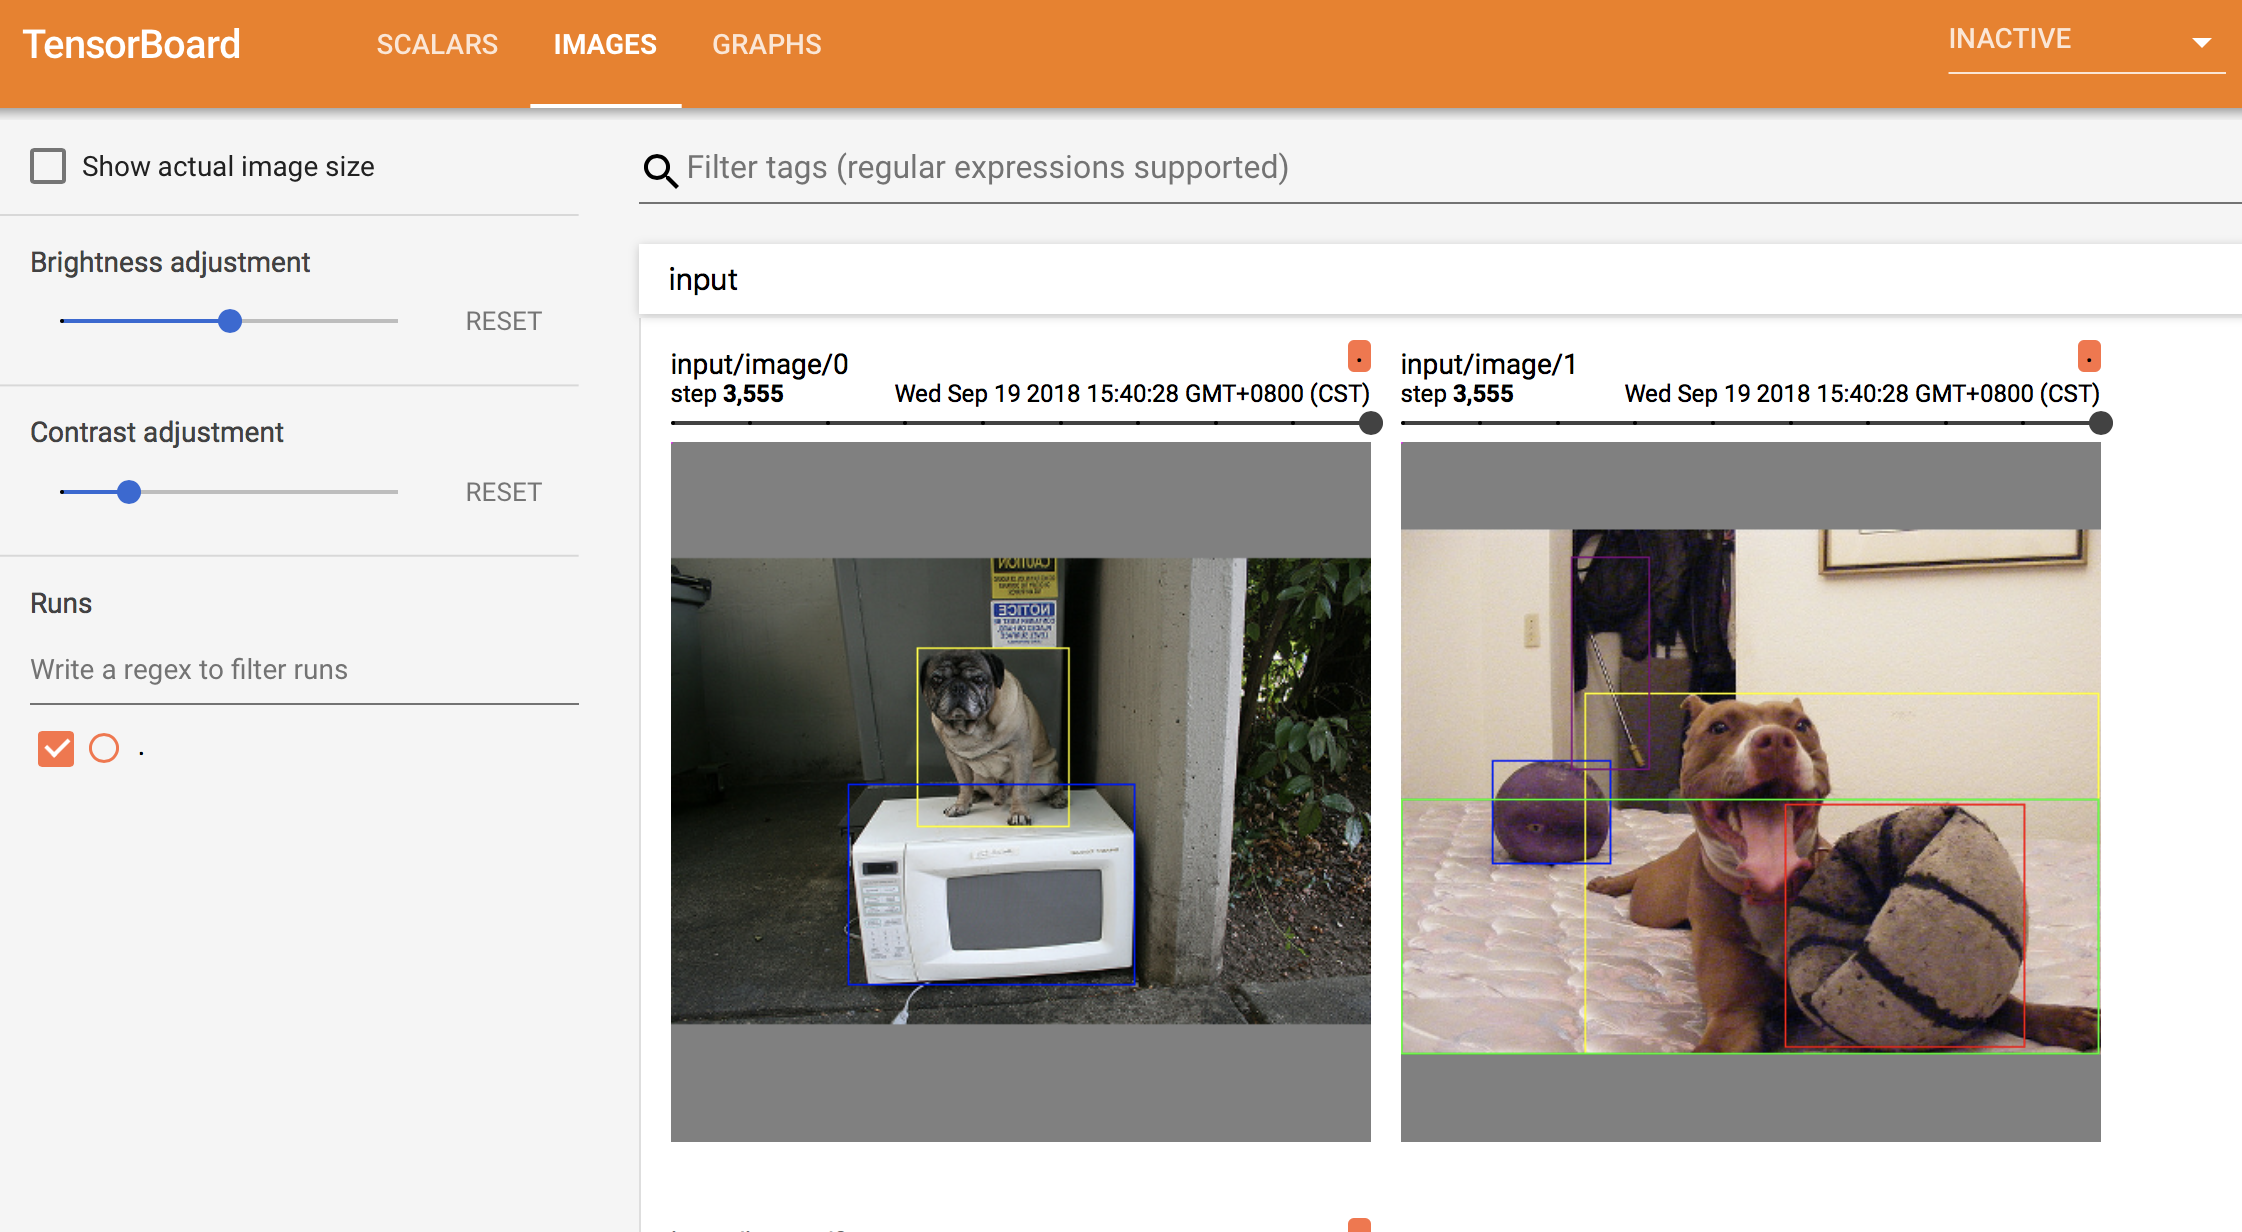 TensorBoard SCALARS IMAGES GRAPHS INACTIVE
Show actual image size
Filter tags (regular expressions supported)
Brightness adjustment
RESET
Contrast adjustment
RESET
Runs
Write a regex to filter runs
.
input
input/image/0 .
step 3,555 Wed Sep 19 2018 15:40:28 GMT+0800 (CST)
CAUTION
NOTICE
input/image/1 .
step 3,555 Wed Sep 19 2018 15:40:28 GMT+0800 (CST)